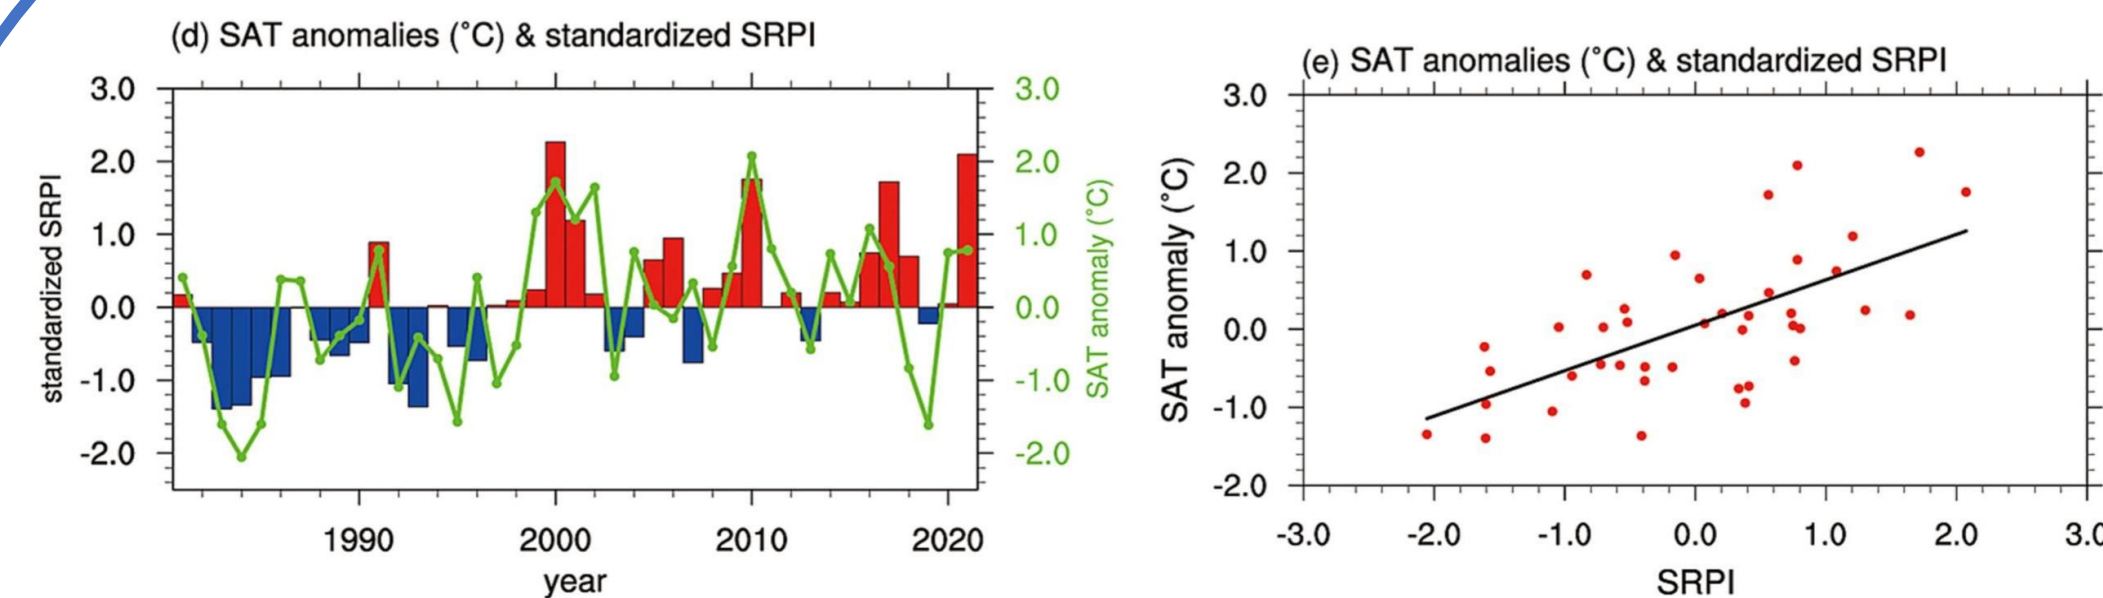 (d) SAT anomalies (°C) & standardized SRPI
3.0
2.0
1.0
0.0
-1.0
-2.0
standardized SRPI
3.0
2.0
1.0
0.0
-1.0
-2.0
SAT anomaly (°C)
1990 2000 2010 2020
year
(e) SAT anomalies (°C) & standardized SRPI
3.0
2.0
1.0
0.0
-1.0
-2.0
SAT anomaly (°C)
-3.0 -2.0 -1.0 0.0 1.0 2.0 3.0
SRPI